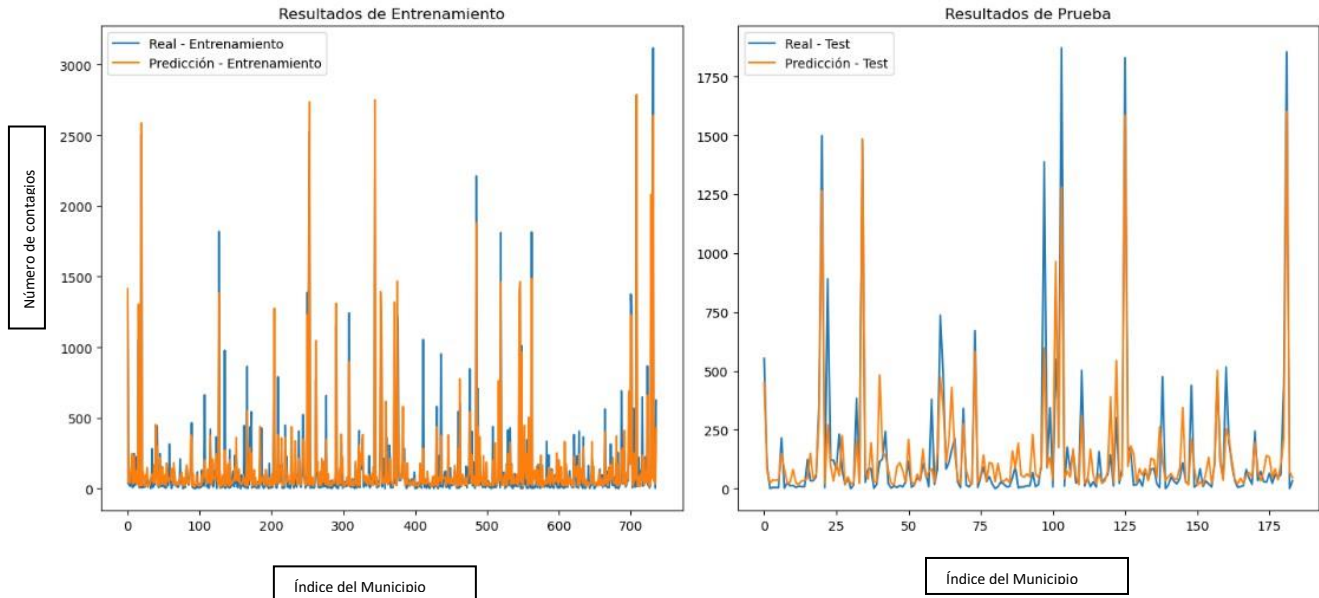 Resultados de Entrenamiento
Real - Entrenamiento
Predicción - Entrenamiento
3000
2500
2000
1500
1000
500
0
0 100 200 300 400 500 600 700
Número de contagios
Índice del Municipio
Resultados de Prueba
Real - Test
Predicción - Test
1750
1500
1250
1000
750
500
250
0
0 25 50 75 100 125 150 175
Índice del Municipio